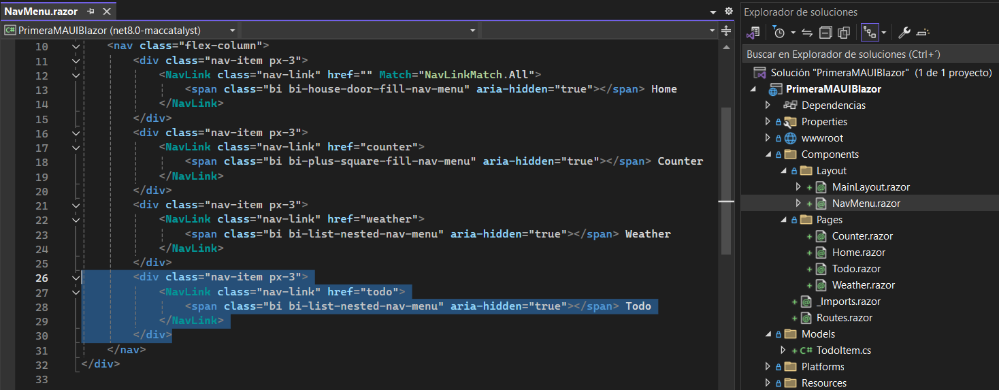 NavMenu.razor
PrimeraMAUIBlazor (net8.0-maccatalyst)
10 <nav class="flex-column">
11 <div class="nav-item px-3">
12 <NavLink class="nav-link" href="" Match="NavLinkMatch.All">
13 <span class="bi bi-house-door-fill-nav-menu" aria-hidden="true"></span> Home
14 </NavLink>
15 </div>
16 <div class="nav-item px-3">
17 <NavLink class="nav-link" href="counter">
18 <span class="bi bi-plus-square-fill-nav-menu" aria-hidden="true"></span> Counter
19 </NavLink>
20 </div>
21 <div class="nav-item px-3">
22 <NavLink class="nav-link" href="weather">
23 <span class="bi bi-list-nested-nav-menu" aria-hidden="true"></span> Weather
24 </NavLink>
25 </div>
26 <div class="nav-item px-3">
27 <NavLink class="nav-link" href="todo">
28 <span class="bi bi-list-nested-nav-menu" aria-hidden="true"></span> Todo
29 </NavLink>
30 </div>
31 </nav>
32 </div>
33
Explorador de soluciones
Buscar en Explorador de soluciones (Ctrl+´)
Solución "PrimeraMAUIBlazor" (1 de 1 proyecto)
PrimeraMAUIBlazor
Dependencias
Properties
wwwroot
Components
Layout
MainLayout.razor
NavMenu.razor
Pages
Counter.razor
Home.razor
Todo.razor
Weather.razor
_Imports.razor
Routes.razor
Models
C# TodoItem.cs
Platforms
Resources